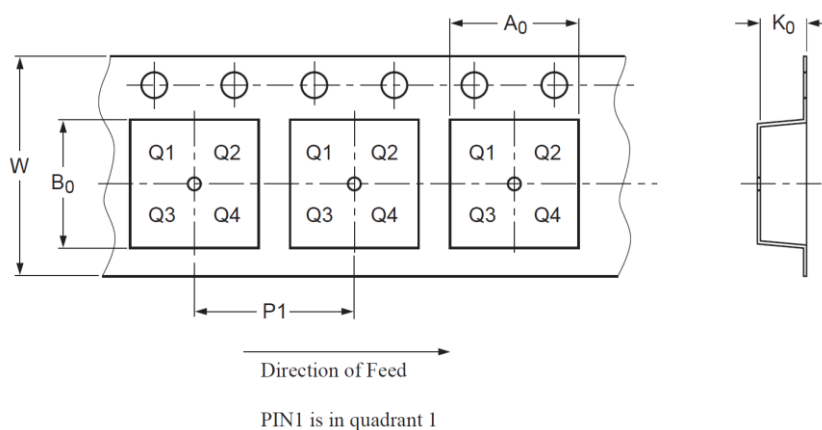 A0
K0
Q1 Q2 Q1 Q2 Q1 Q2
W
B0
Q3 Q4 Q3 Q4 Q3 Q4
P1
Direction of Feed
PIN1 is in quadrant 1